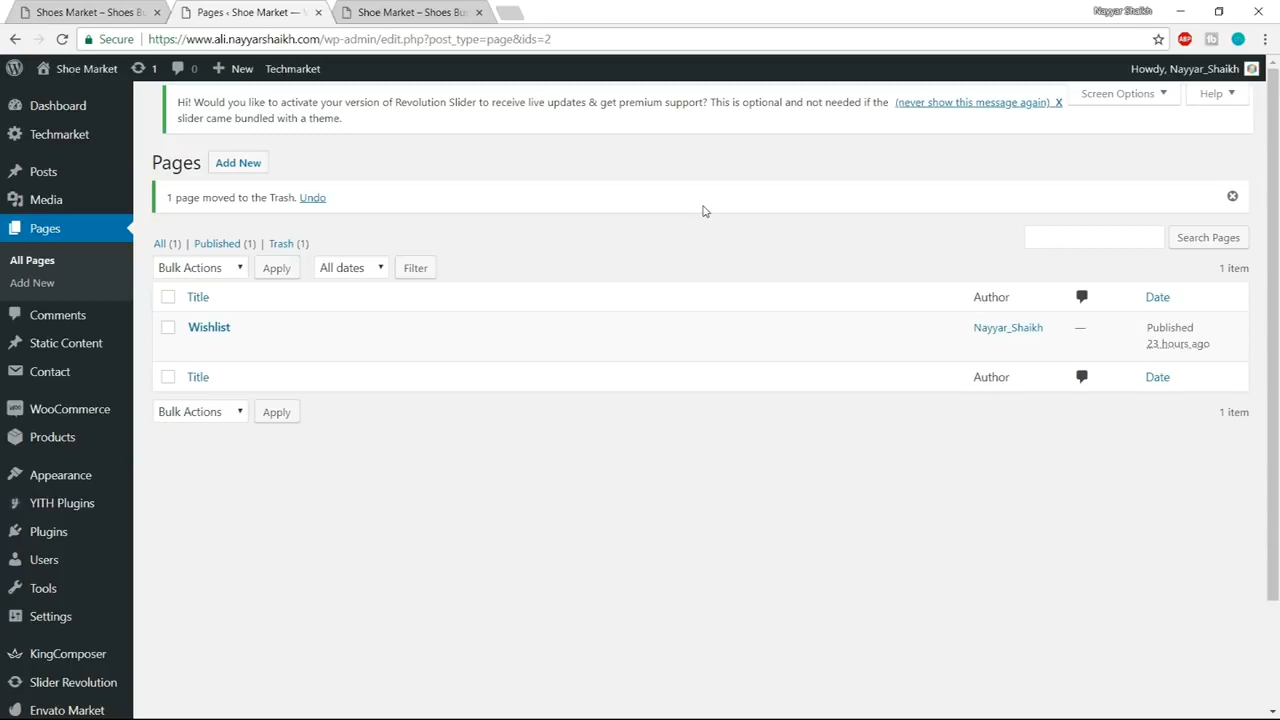 Shoes Market – Shoes Bu
Pages ‹ Shoe Market —
Shoe Market – Shoes Bu
Nayyar Shaikh
Secure
https://www.ali.nayyarshaikh.com/wp-admin/edit.php?post_type=page&ids=2
Shoe Market
1
0
New
Techmarket
Howdy, Nayyar_Shaikh
Hi! Would you like to activate your version of Revolution Slider to receive live updates & get premium support? This is optional and not needed if the
slider came bundled with a theme.
(never show this message again) X
Screen Options
Help
Dashboard
Techmarket
Posts
Media
Pages
All Pages
Add New
Comments
Static Content
Contact
WooCommerce
Products
Appearance
YITH Plugins
Plugins
Users
Tools
Settings
KingComposer
Slider Revolution
Envato Market
Pages
Add New
1 page moved to the Trash. Undo
All (1) | Published (1) | Trash (1)
Search Pages
Bulk Actions
Apply
All dates
Filter
1 item
Title
Author
Date
Wishlist
Nayyar_Shaikh
—
Published
23 hours ago
Title
Author
Date
Bulk Actions
Apply
1 item